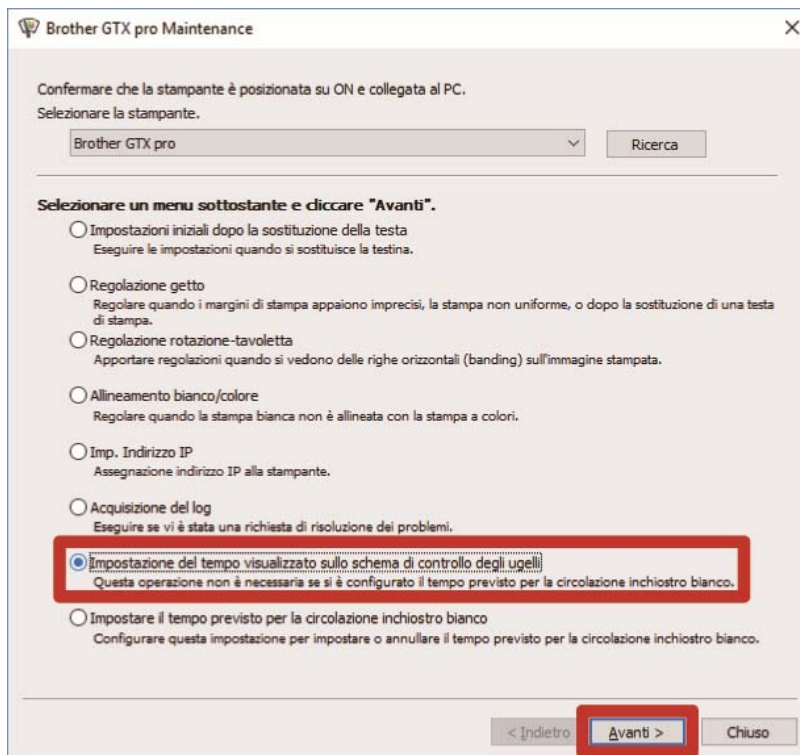 Brother GTX pro Maintenance
Confermare che la stampante è posizionata su ON e collegata al PC.
Selezionare la stampante.
Brother GTX pro
Ricerca
Selezionare un menu sottostante e cliccare "Avanti".
Impostazioni iniziali dopo la sostituzione della testa
Eseguire le impostazioni quando si sostituisce la testina.
Regolazione getto
Regolare quando i margini di stampa appaiono imprecisi, la stampa non uniforme, o dopo la sostituzione di una testa
di stampa.
Regolazione rotazione-tavoletta
Apportare regolazioni quando si vedono delle righe orizzontali (banding) sull'immagine stampata.
Allineamento bianco/colore
Regolare quando la stampa bianca non è allineata con la stampa a colori.
Imp. Indirizzo IP
Assegnazione indirizzo IP alla stampante.
Acquisizione del log
Eseguire se vi è stata una richiesta di risoluzione dei problemi.
Impostazione del tempo visualizzato sullo schema di controllo degli ugelli
Questa operazione non è necessaria se si è configurato il tempo previsto per la circolazione inchiostro bianco.
Impostare il tempo previsto per la circolazione inchiostro bianco
Configurare questa impostazione per impostare o annullare il tempo previsto per la circolazione inchiostro bianco.
< Indietro
Avanti >
Chiuso